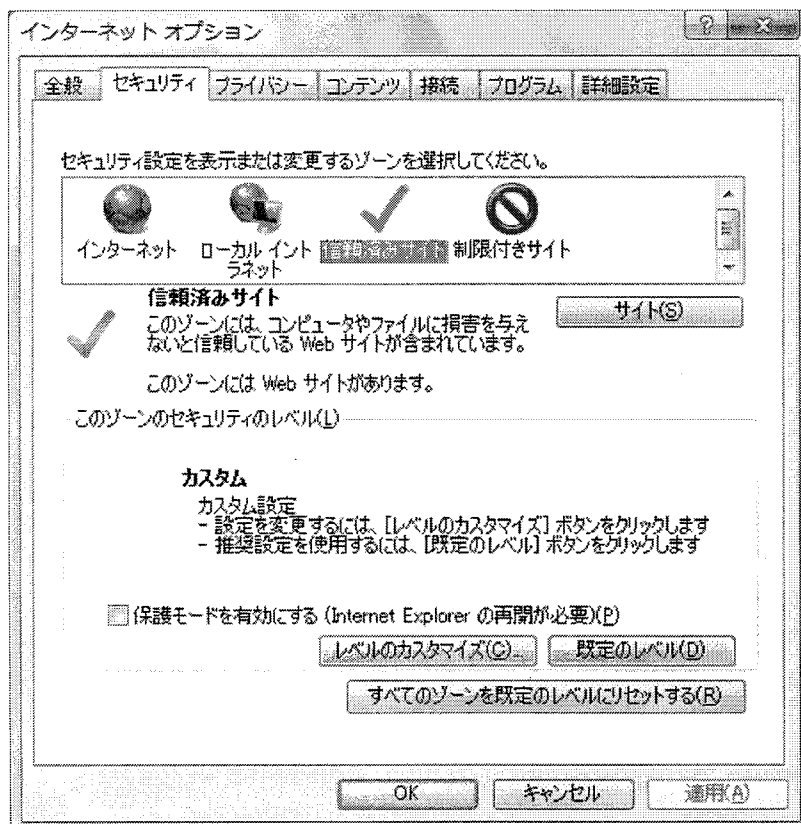 インターネット オプション
全般 セキュリティ プライバシー コンテンツ 接続 プログラム 詳細設定
セキュリティ設定を表示または変更するゾーンを選択してください。
インターネット ローカル イントラネット 信頼済みサイト 制限付きサイト
信頼済みサイト
サイト(S)
このゾーンには、コンピュータやファイルに損害を与え
ないと信頼している Web サイトが含まれています。
このゾーンには Web サイトがあります。
このゾーンのセキュリティのレベル(L)
カスタム
カスタム設定
- 設定を変更するには、[レベルのカスタマイズ] ボタンをクリックします
- 推奨設定を使用するには、[既定のレベル] ボタンをクリックします
保護モードを有効にする (Internet Explorer の再開が必要)(P)
レベルのカスタマイズ(C)... 既定のレベル(D)
すべてのゾーンを既定のレベルにリセットする(R)
OK キャンセル 適用(A)